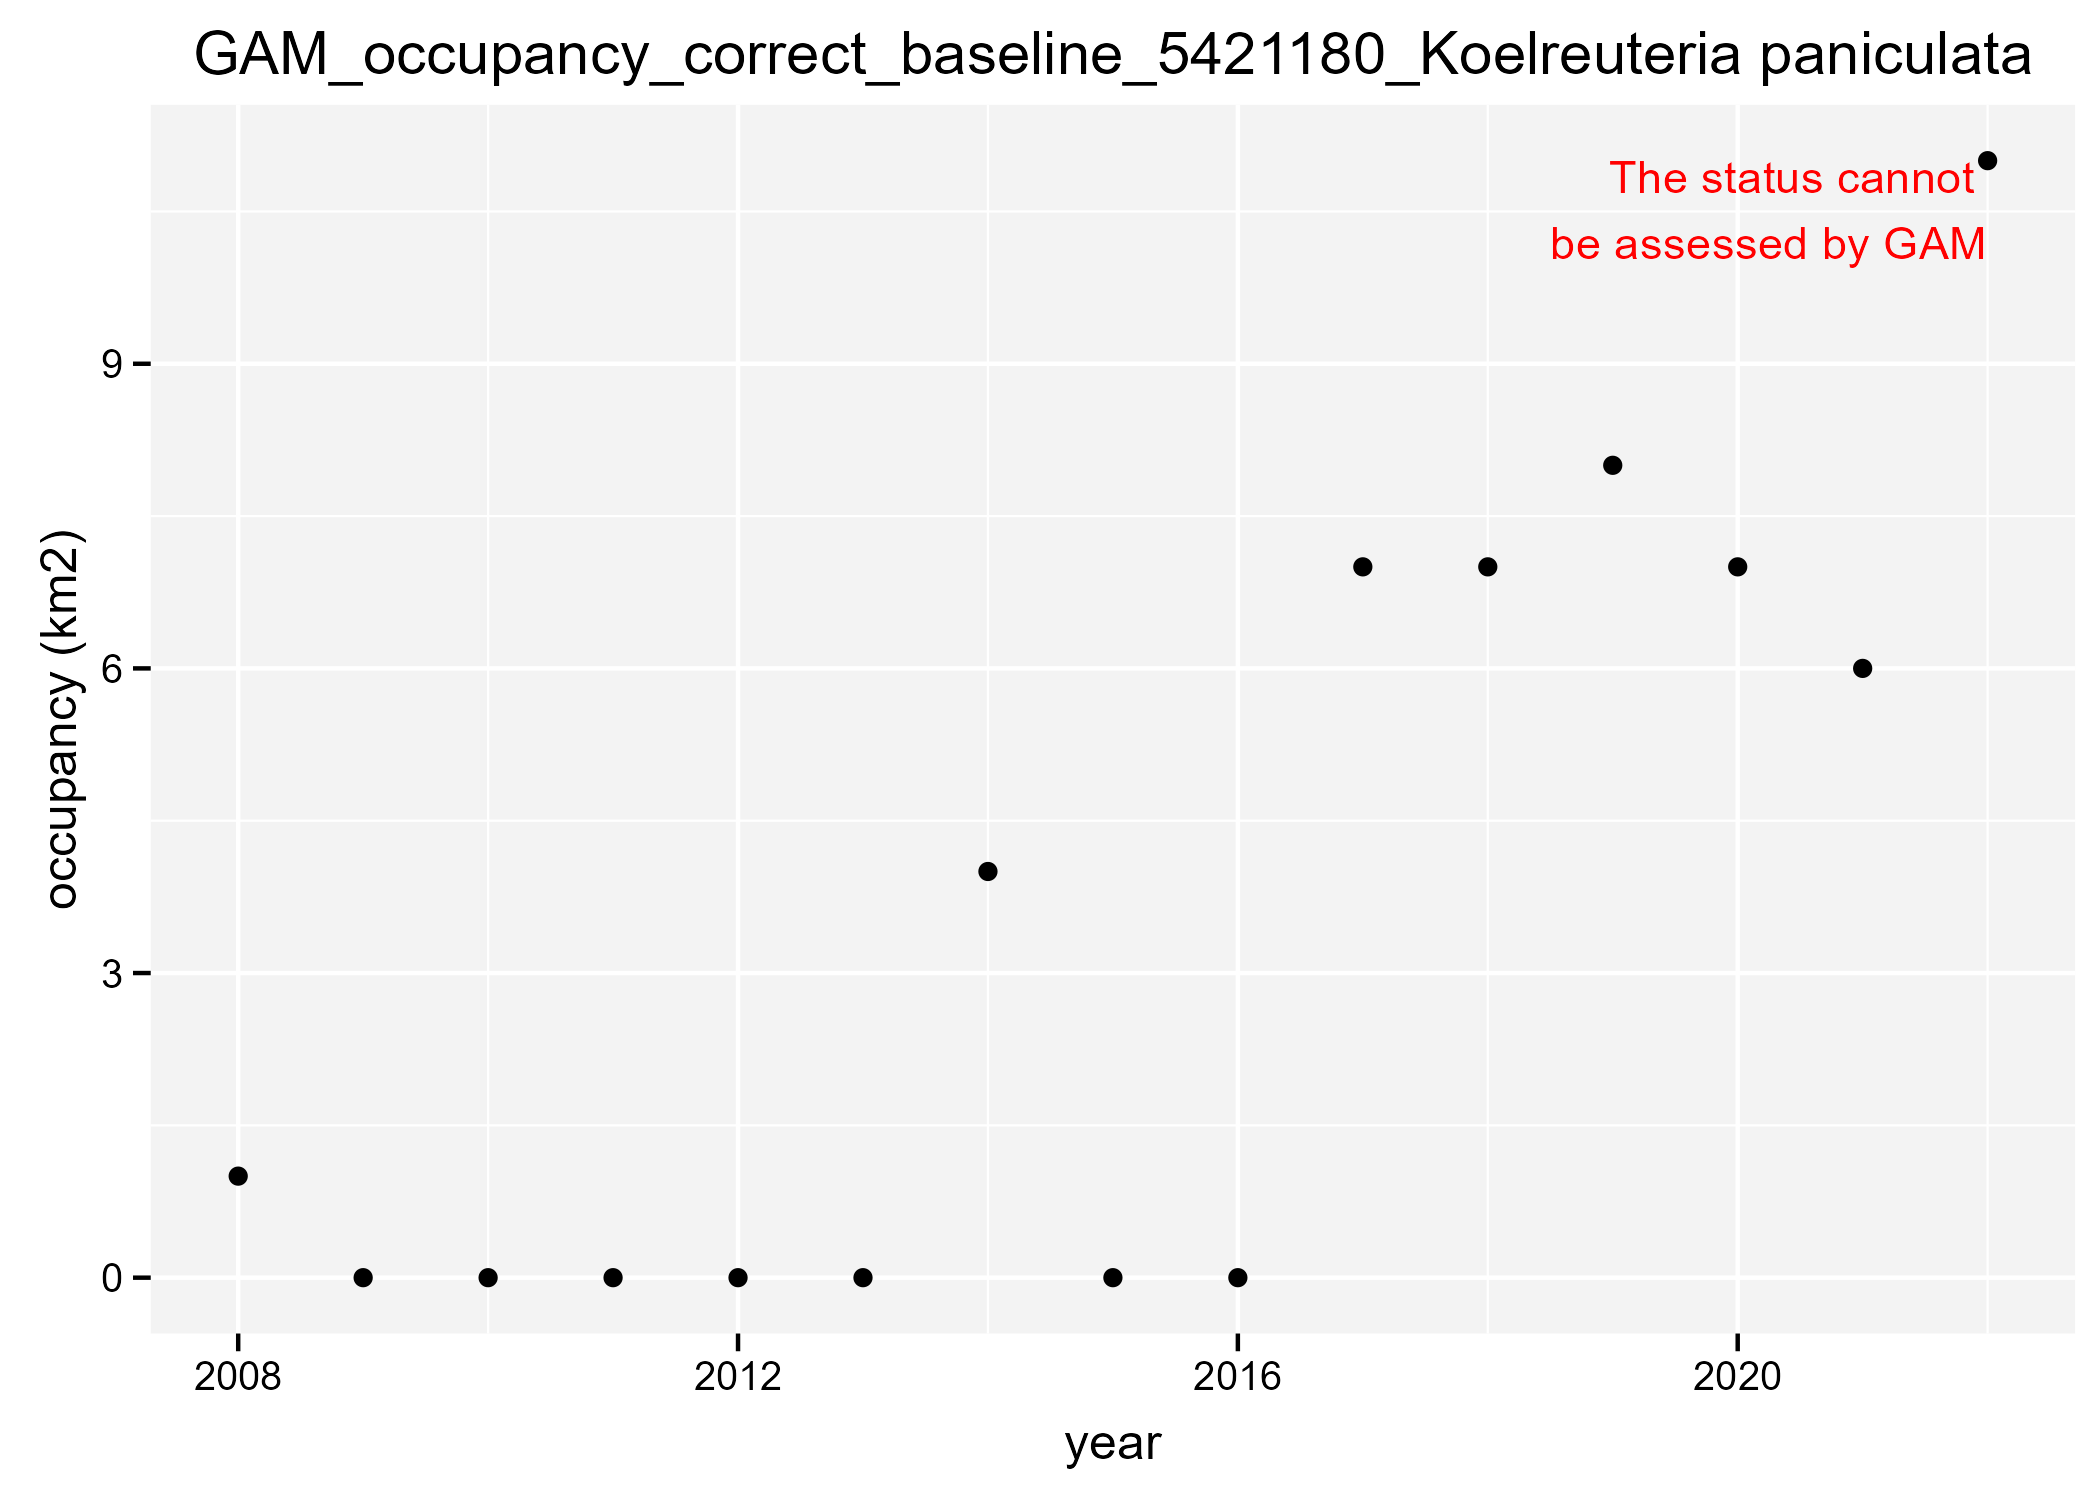 GAM_occupancy_correct_baseline_5421180_Koelreuteria paniculata
The status cannot
be assessed by GAM
9
6
3
0
occupancy (km2)
2008 2012 2016 2020
year